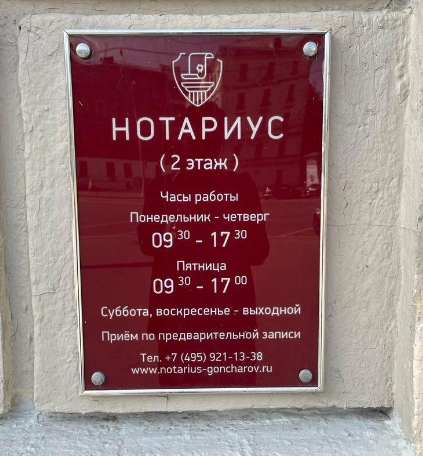 НОТАРИУС
( 2 этаж )
Часы работы
Понедельник - четверг
09 30 - 17 30
Пятница
09 30 - 17 00
Суббота, воскресенье - выходной
Приём по предварительной записи
Тел. +7 (495) 921-13-38
www.notarius-goncharov.ru